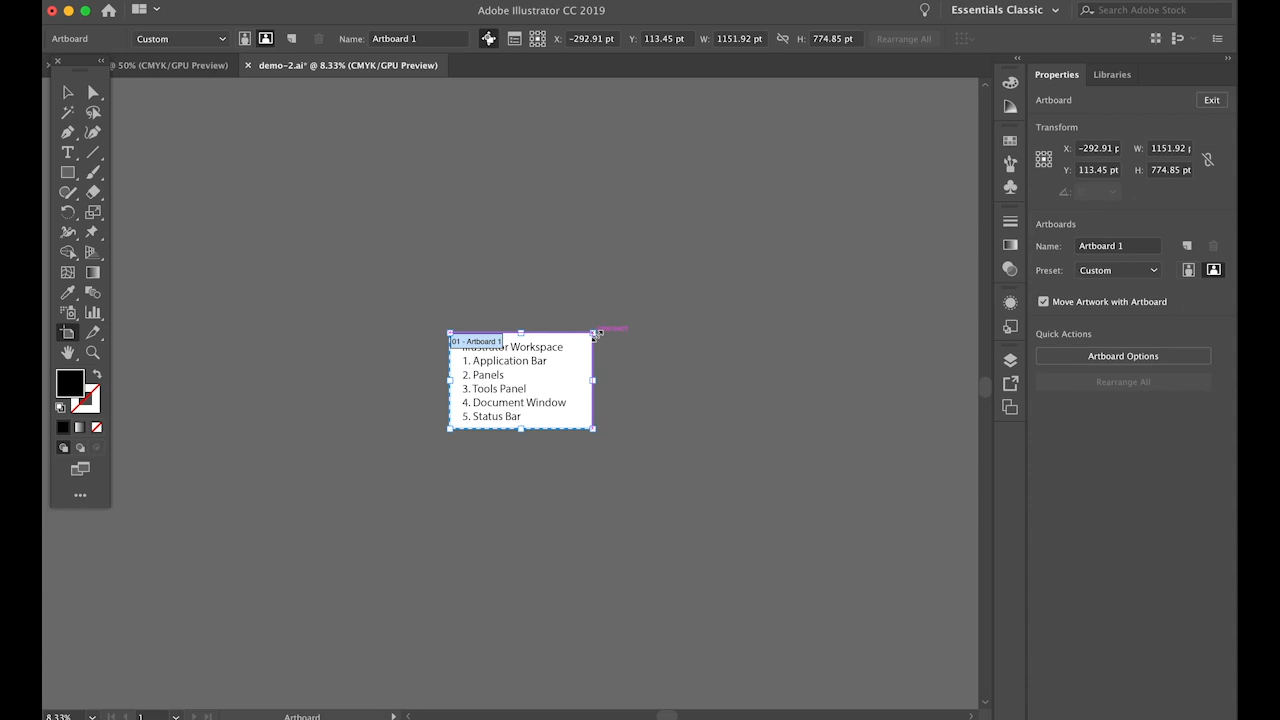 Adobe Illustrator CC 2019
Essentials Classic
Search Adobe Stock
Artboard
Custom
Name: Artboard 1
X: -292.91 pt
Y: 113.45 pt
W: 1151.92 pt
H: 774.85 pt
Rearrange All
@ 50% (CMYK/GPU Preview)
demo-2.ai* @ 8.33% (CMYK/GPU Preview)
Properties
Libraries
Artboard
Exit
Transform
X: -292.91 p
W: 1151.92
Y: 113.45 pt
H: 774.85 pt
Artboards
Name: Artboard 1
Preset: Custom
Move Artwork with Artboard
Quick Actions
Artboard Options
Rearrange All
01 - Artboard 1
Illustrator Workspace
1. Application Bar
2. Panels
3. Tools Panel
4. Document Window
5. Status Bar
8.33%
1
Artboard